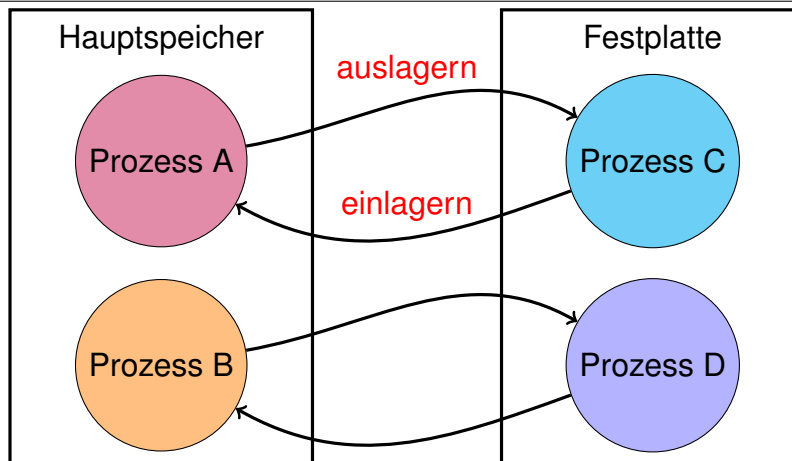 Hauptspeicher
Festplatte
auslagern
Prozess A
Prozess C
einlagern
Prozess B
Prozess D